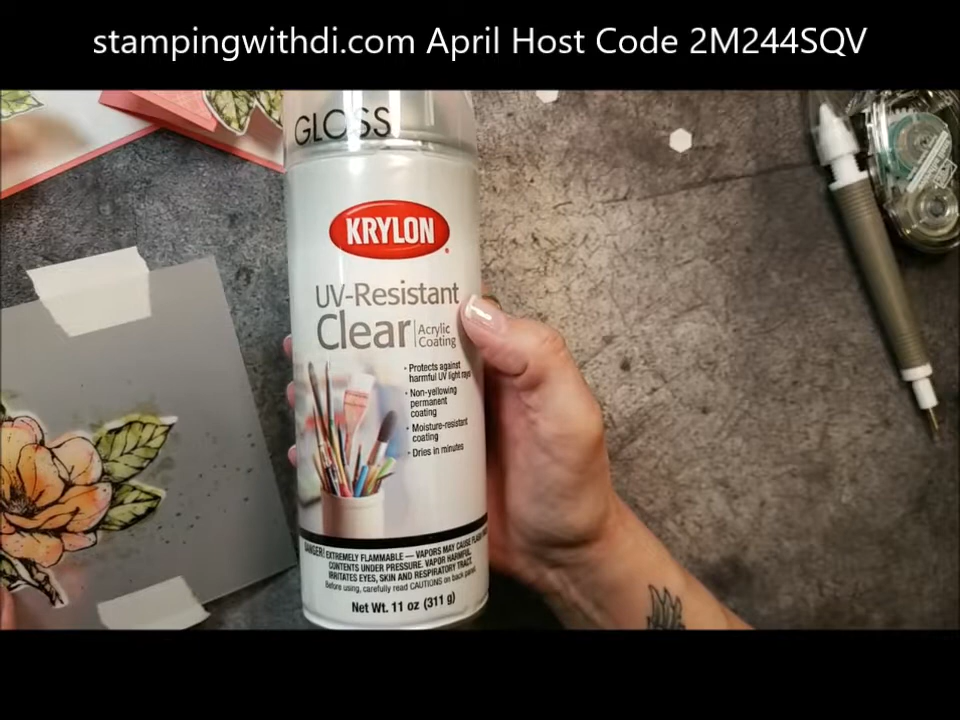 stampingwithdi.com April Host Code 2M244SQV
GLOSS
KRYLON
UV-Resistant
Clear
Acrylic
Coating
• Protects against
harmful UV light rays
• Non-yellowing
permanent
coating
• Moisture-resistant
coating
• Dries in minutes
DANGER! EXTREMELY FLAMMABLE — VAPORS MAY CAUSE FLASH
CONTENTS UNDER PRESSURE. VAPOR HARMFUL.
IRRITATES EYES, SKIN AND RESPIRATORY TRACT.
Before using, carefully read CAUTIONS on back panel.
Net Wt. 11 oz (311 g)